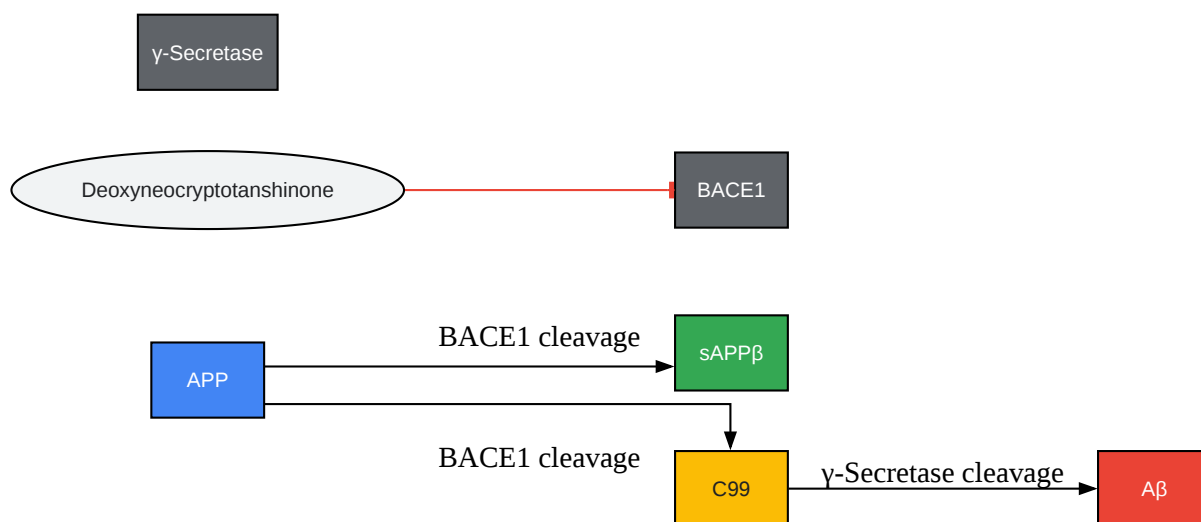 γ-Secretase
Deoxyneocryptotanshinone
BACE1
BACE1 cleavage
sAPPβ
APP
BACE1 cleavage
C99
γ-Secretase cleavage
Aβ